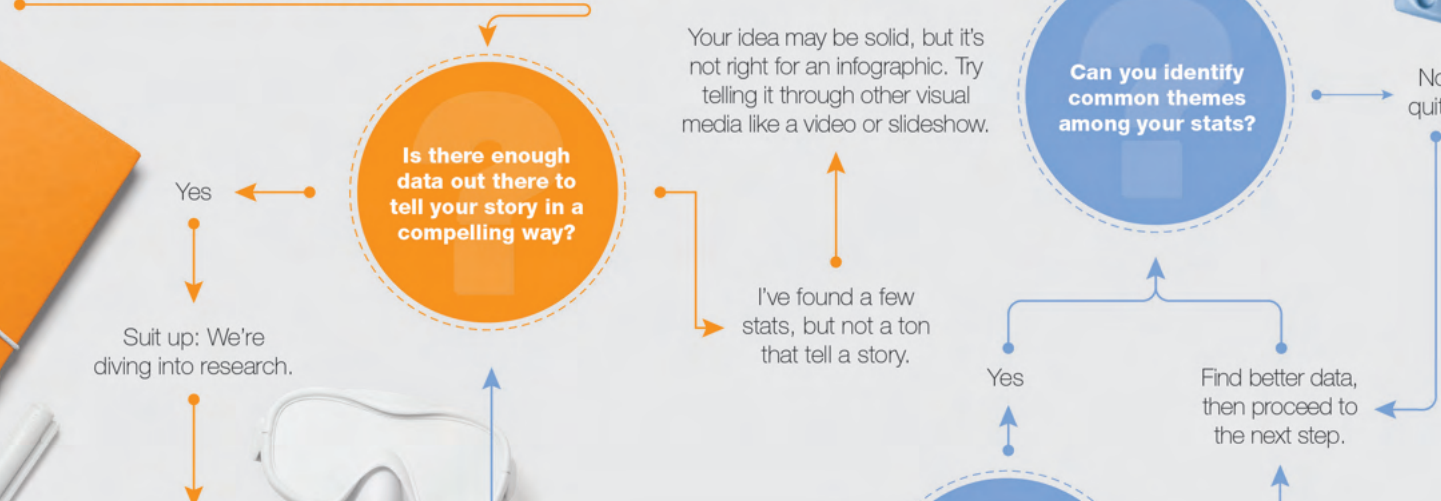 Your idea may be solid, but it's
not right for an infographic. Try
telling it through other visual
media like a video or slideshow.
Can you identify
common themes
among your stats?
Is there enough
data out there to
tell your story in a
compelling way?
Yes
Suit up: We're
diving into research.
I've found a few
stats, but not a ton
that tell a story.
Yes
Find better data,
then proceed to
the next step.